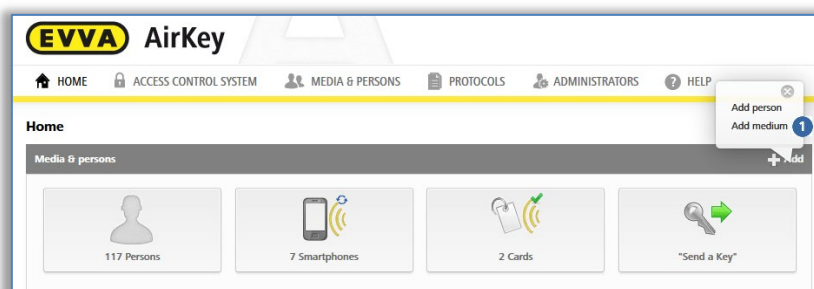 EVVA AirKey
HOME ACCESS CONTROL SYSTEM MEDIA & PERSONS PROTOCOLS ADMINISTRATORS ? HELP
Add person
Add medium 1
Home
Media & persons Add
117 Persons 7 Smartphones 2 Cards "Send a Key"